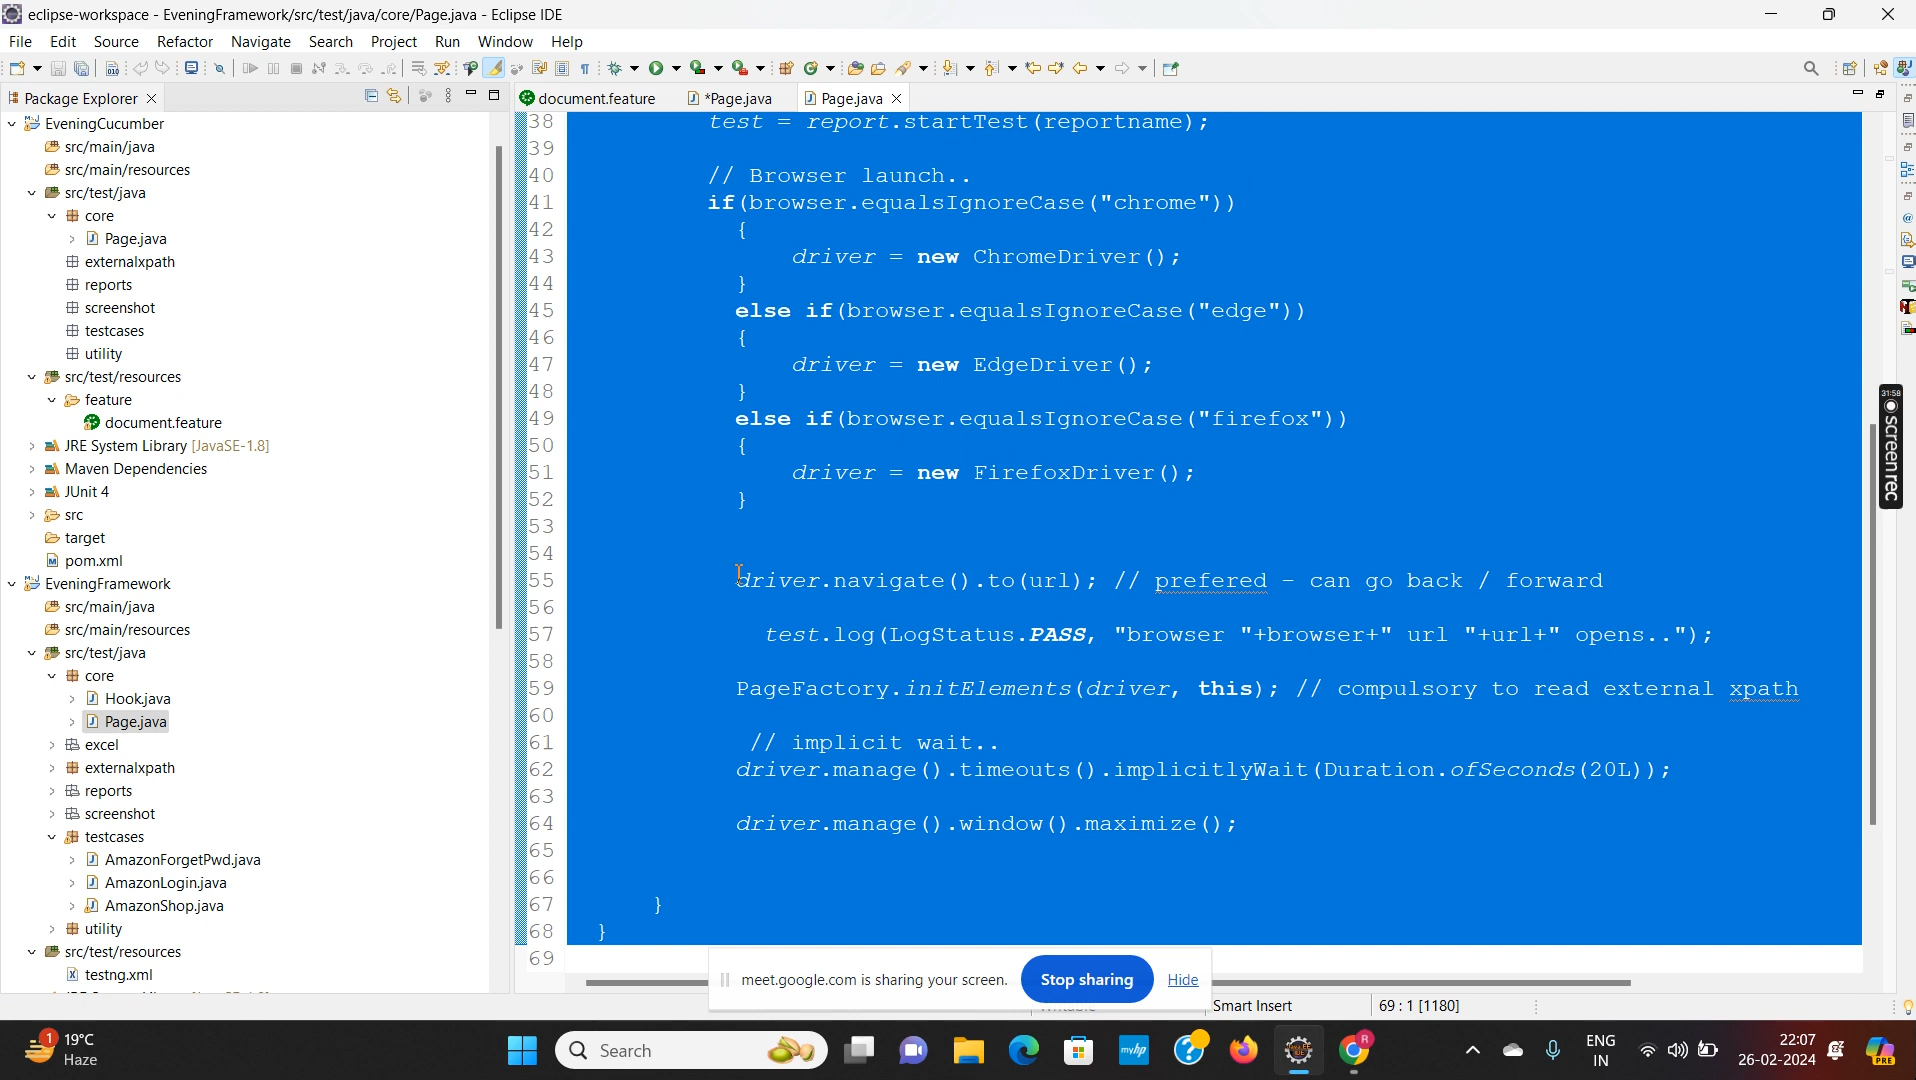 eclipse-workspace - EveningFramework/src/test/java/core/Page.java - Eclipse IDE
File Edit Source Refactor Navigate Search Project Run Window Help
Package Explorer
document.feature
*Page.java
Page.java
EveningCucumber
src/main/java
src/main/resources
src/test/java
core
Page.java
externalxpath
reports
screenshot
testcases
utility
src/test/resources
feature
document.feature
JRE System Library [JavaSE-1.8]
Maven Dependencies
JUnit 4
src
target
pom.xml
EveningFramework
src/main/java
src/main/resources
src/test/java
core
Hook.java
Page.java
excel
externalxpath
reports
screenshot
testcases
AmazonForgetPwd.java
AmazonLogin.java
AmazonShop.java
utility
src/test/resources
testng.xml
38 test = report.startTest(reportname);
39
40 // Browser launch..
41 if(browser.equalsIgnoreCase("chrome"))
42 {
43 driver = new ChromeDriver();
44 }
45 else if(browser.equalsIgnoreCase("edge"))
46 {
47 driver = new EdgeDriver();
48 }
49 else if(browser.equalsIgnoreCase("firefox"))
50 {
51 driver = new FirefoxDriver();
52 }
53
54
55 driver.navigate().to(url); // prefered - can go back / forward
56
57 test.log(LogStatus.PASS, "browser "+browser+" url "+url+" opens..");
58
59 PageFactory.initElements(driver, this); // compulsory to read external xpath
60
61 // implicit wait..
62 driver.manage().timeouts().implicitlyWait(Duration.ofSeconds(20L));
63
64 driver.manage().window().maximize();
65
66
67 }
68 }
69
31:58
screenrec
meet.google.com is sharing your screen. Stop sharing Hide
Smart Insert 69 : 1 [1180]
1 19°C
Haze
Search
myhp
R
ENG
IN
22:07
26-02-2024
PRE